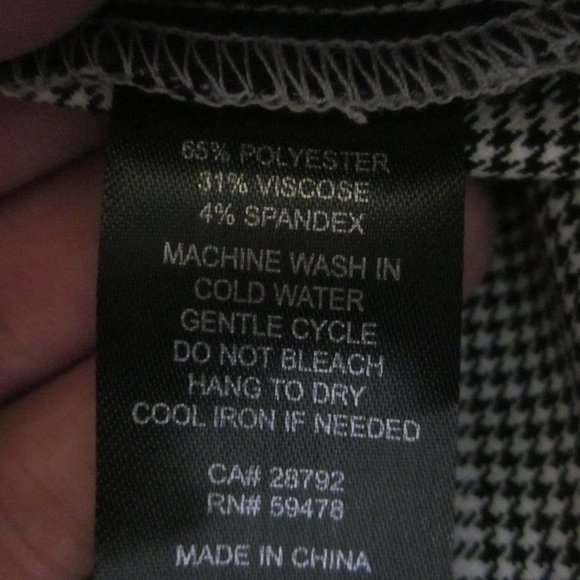 65% POLYESTER
31% VISCOSE
4% SPANDEX
MACHINE WASH IN
COLD WATER
GENTLE CYCLE
DO NOT BLEACH
HANG TO DRY
COOL IRON IF NEEDED
CA# 28792
RN# 59478
MADE IN CHINA